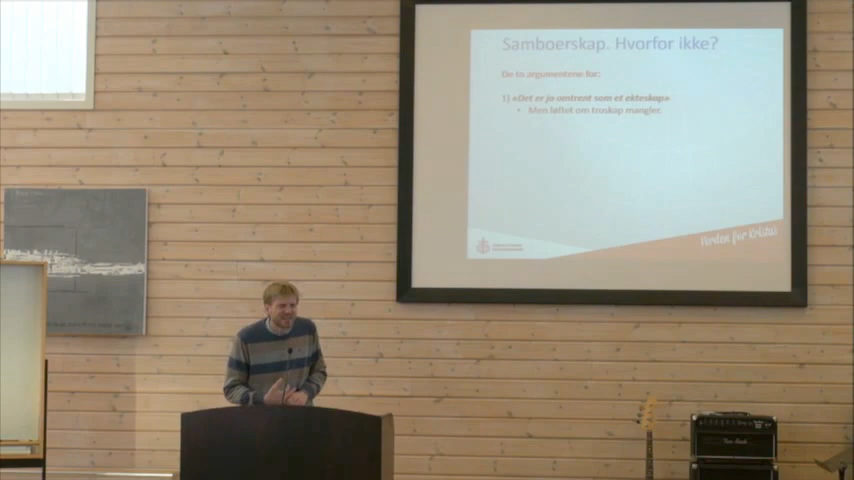 Samboerskap. Hvorfor ikke?
De to argumentene for:
1) «Det er jo omtrent som et ekteskap»
• Men løftet om troskap mangler.
Verden for Kristus